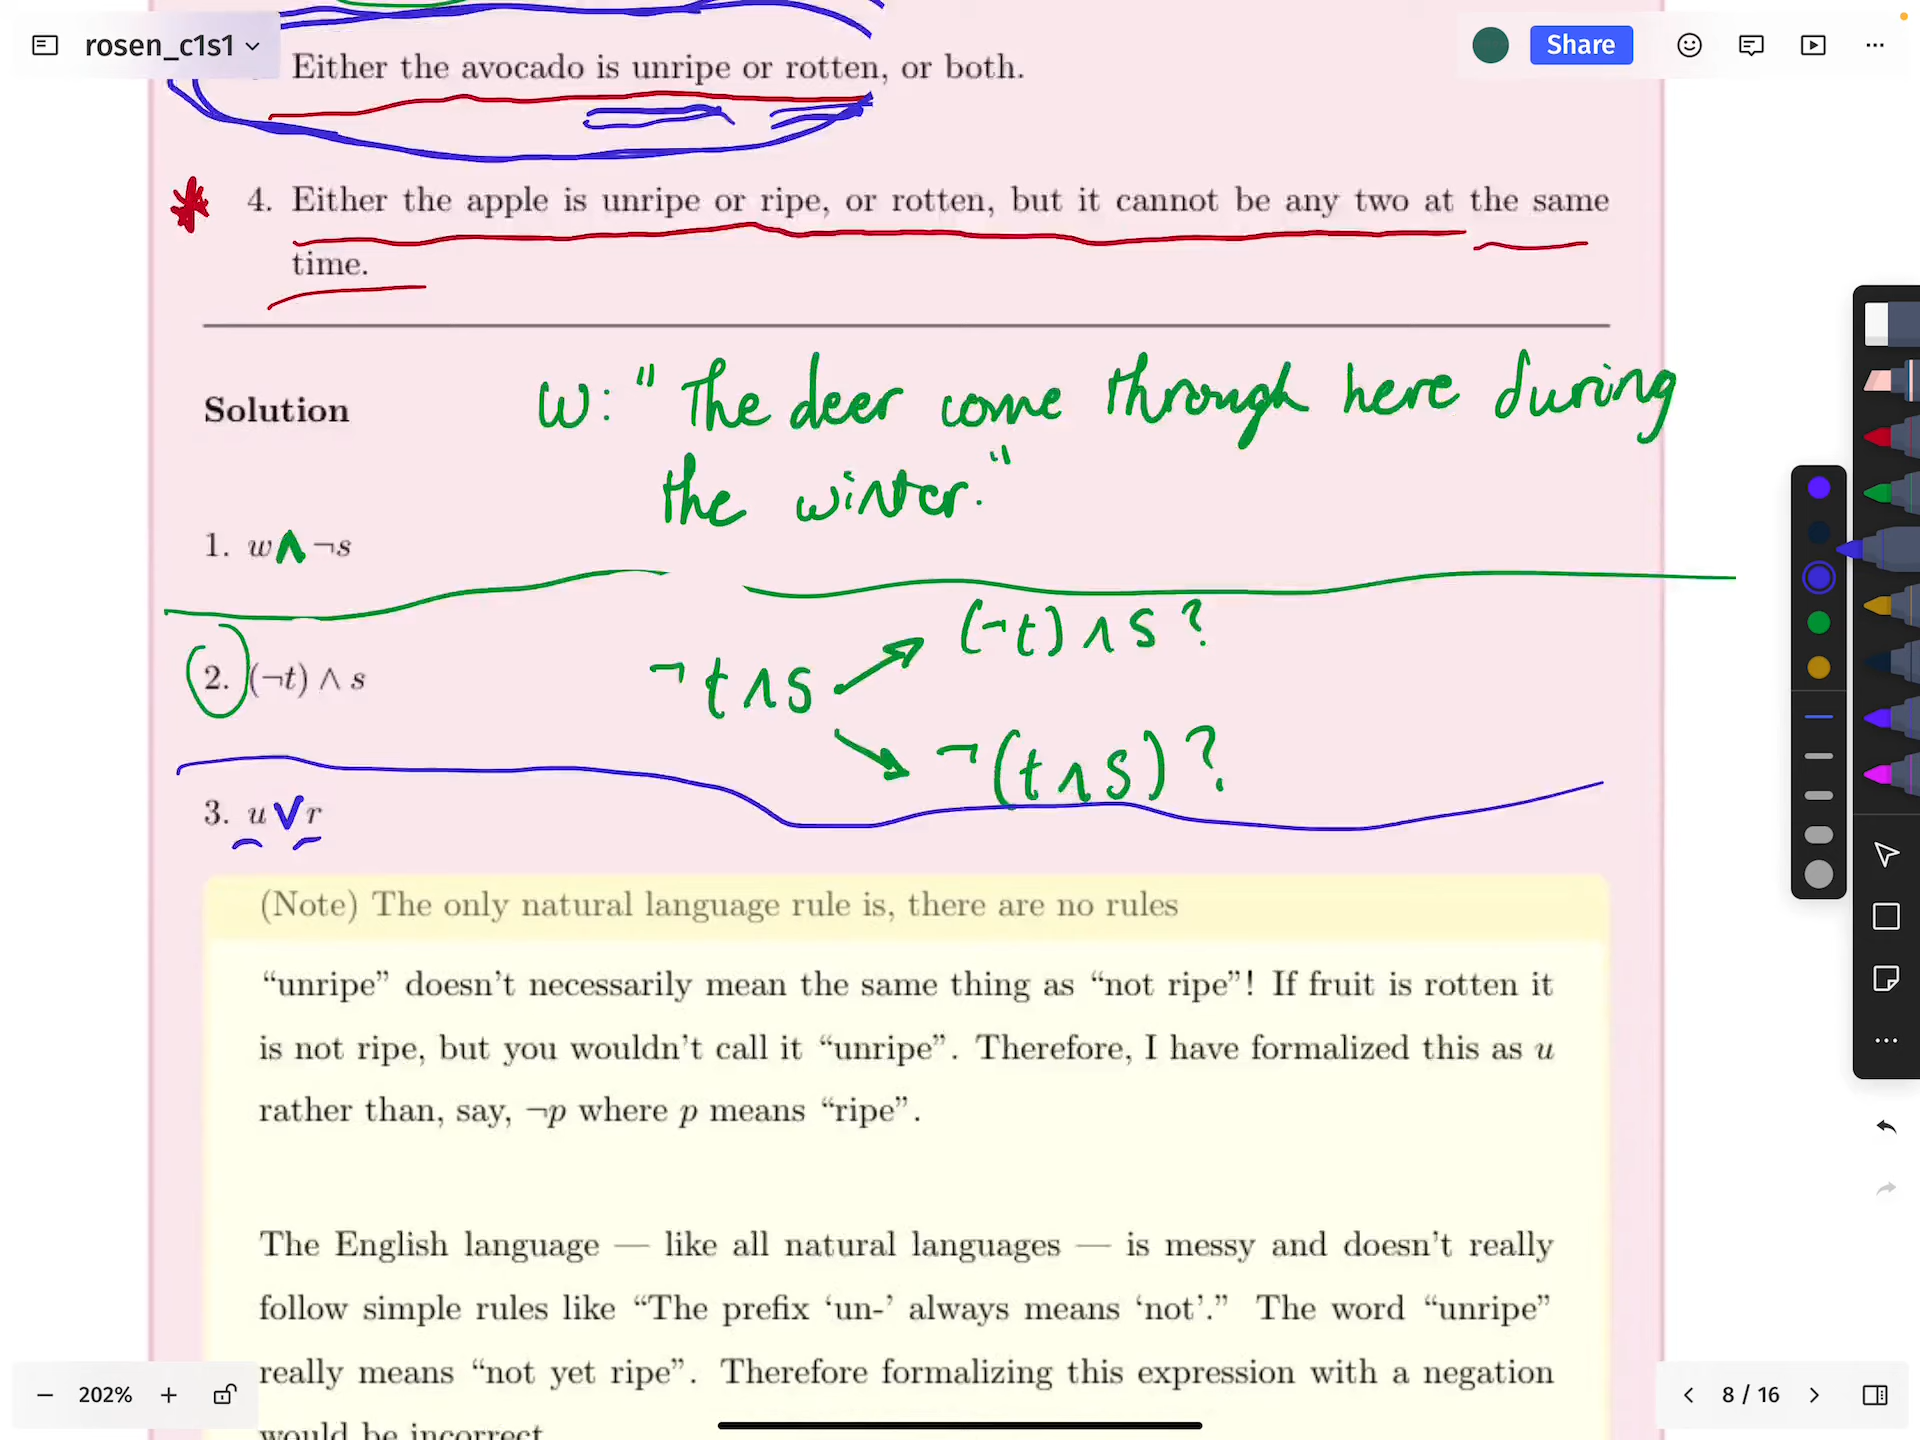 rosen_c1s1
Share
Either the avocado is unripe or rotten, or both.
4. Either the apple is unripe or ripe, or rotten, but it cannot be any two at the same
time.
Solution
W: "The deer come through here during
the winter."
1. w∧¬s
2. (¬t) ∧ s
¬t∧s
(¬t)∧s?
¬(t∧s)?
3. u∨r
(Note) The only natural language rule is, there are no rules
“unripe” doesn’t necessarily mean the same thing as “not ripe”! If fruit is rotten it
is not ripe, but you wouldn’t call it “unripe”. Therefore, I have formalized this as u
rather than, say, ¬p where p means “ripe”.
The English language — like all natural languages — is messy and doesn’t really
follow simple rules like “The prefix ‘un-’ always means ‘not’.” The word “unripe”
really means “not yet ripe”. Therefore formalizing this expression with a negation
would be incorrect
202%
8 / 16